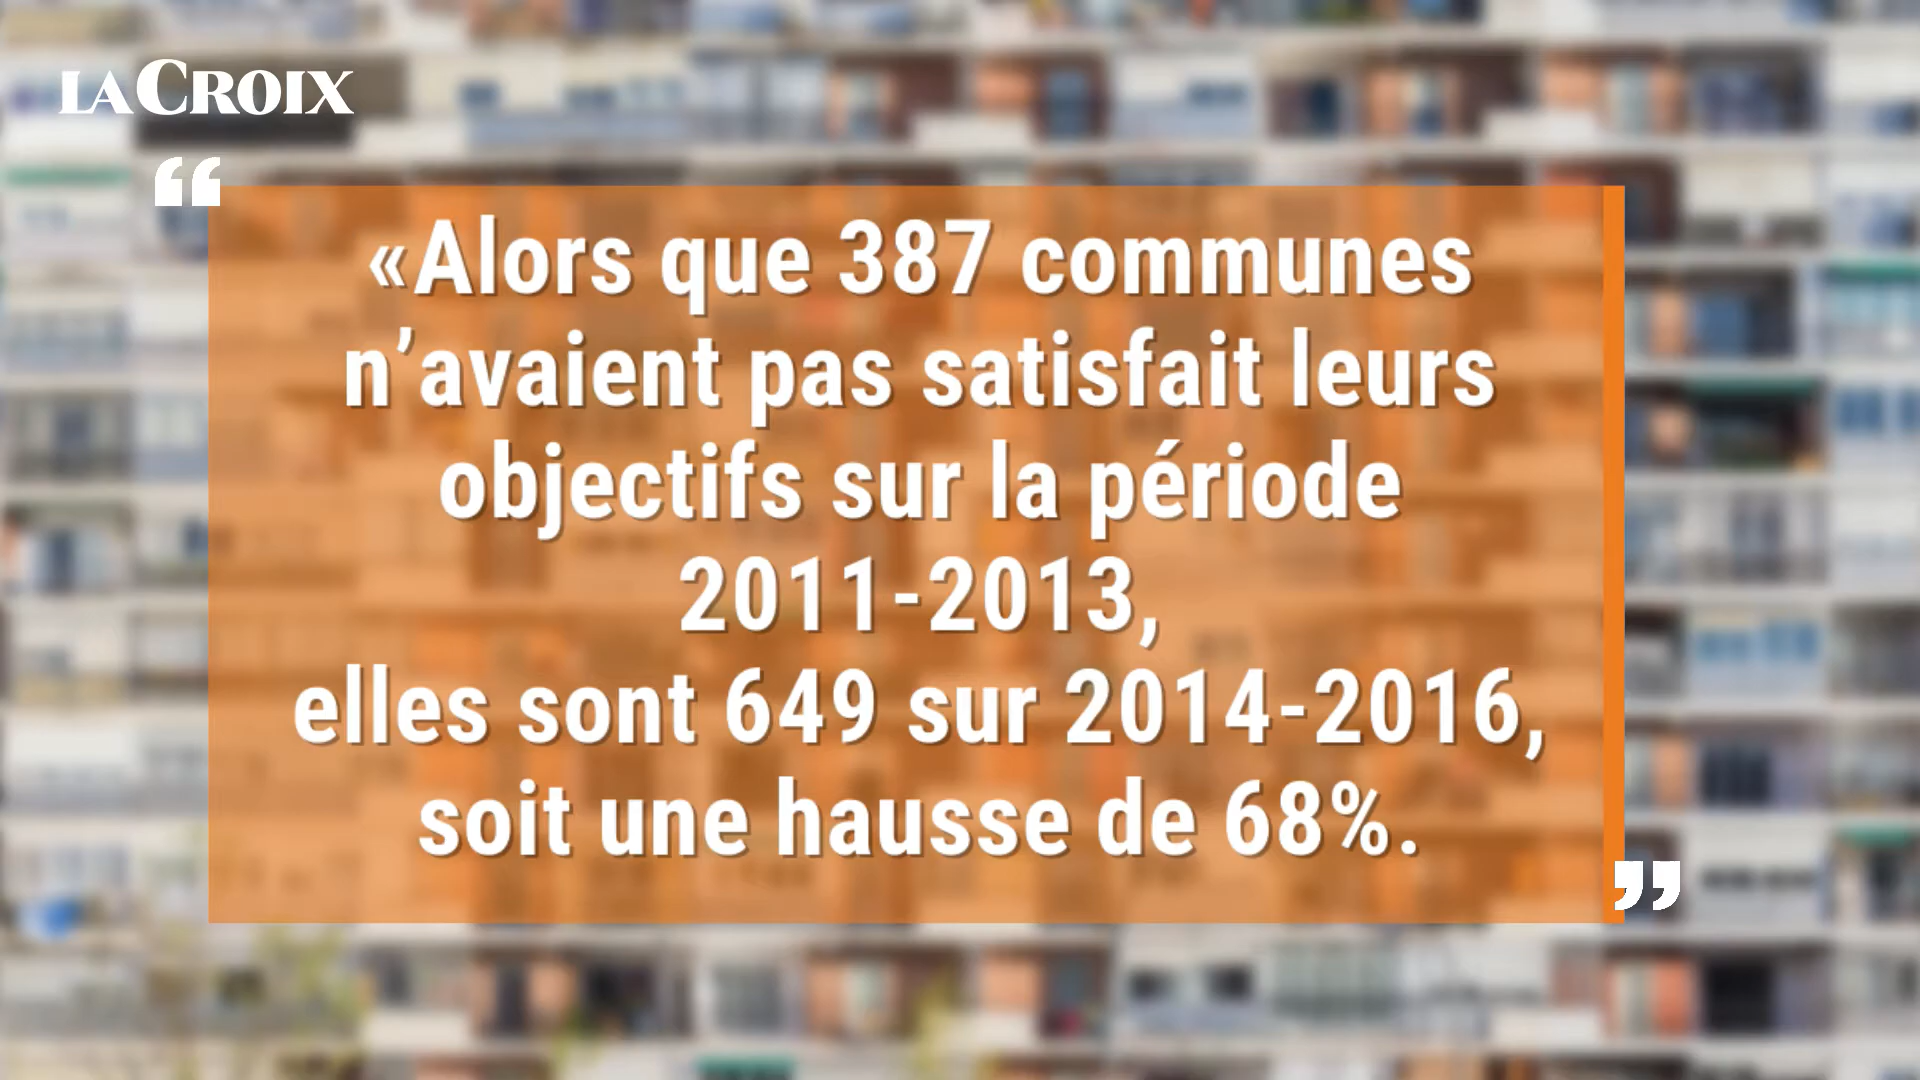 LA CROIX
“
«Alors que 387 communes
n’avaient pas satisfait leurs
objectifs sur la période
2011-2013,
elles sont 649 sur 2014-2016,
soit une hausse de 68%.
”